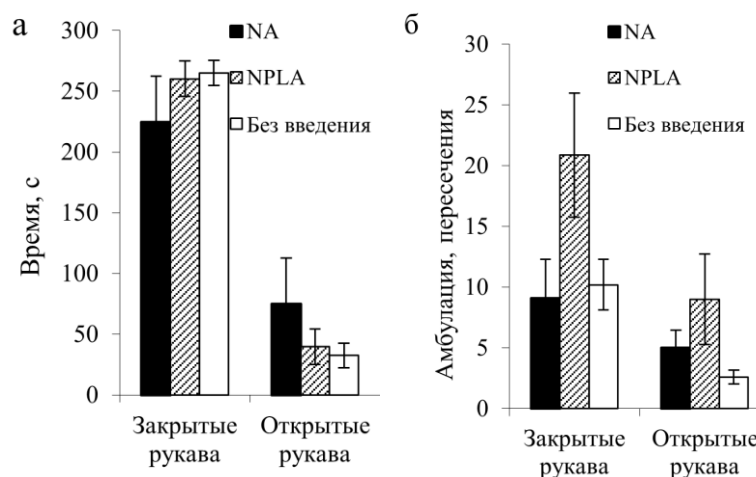 а
Время, с
300
250
200
150
100
50
0
NA
NPLA
Без введения
Закрытые
рукава
Открытые
рукава
б
Амбулация, пересечения
30
25
20
15
10
5
0
NA
NPLA
Без введения
Закрытые
рукава
Открытые
рукава